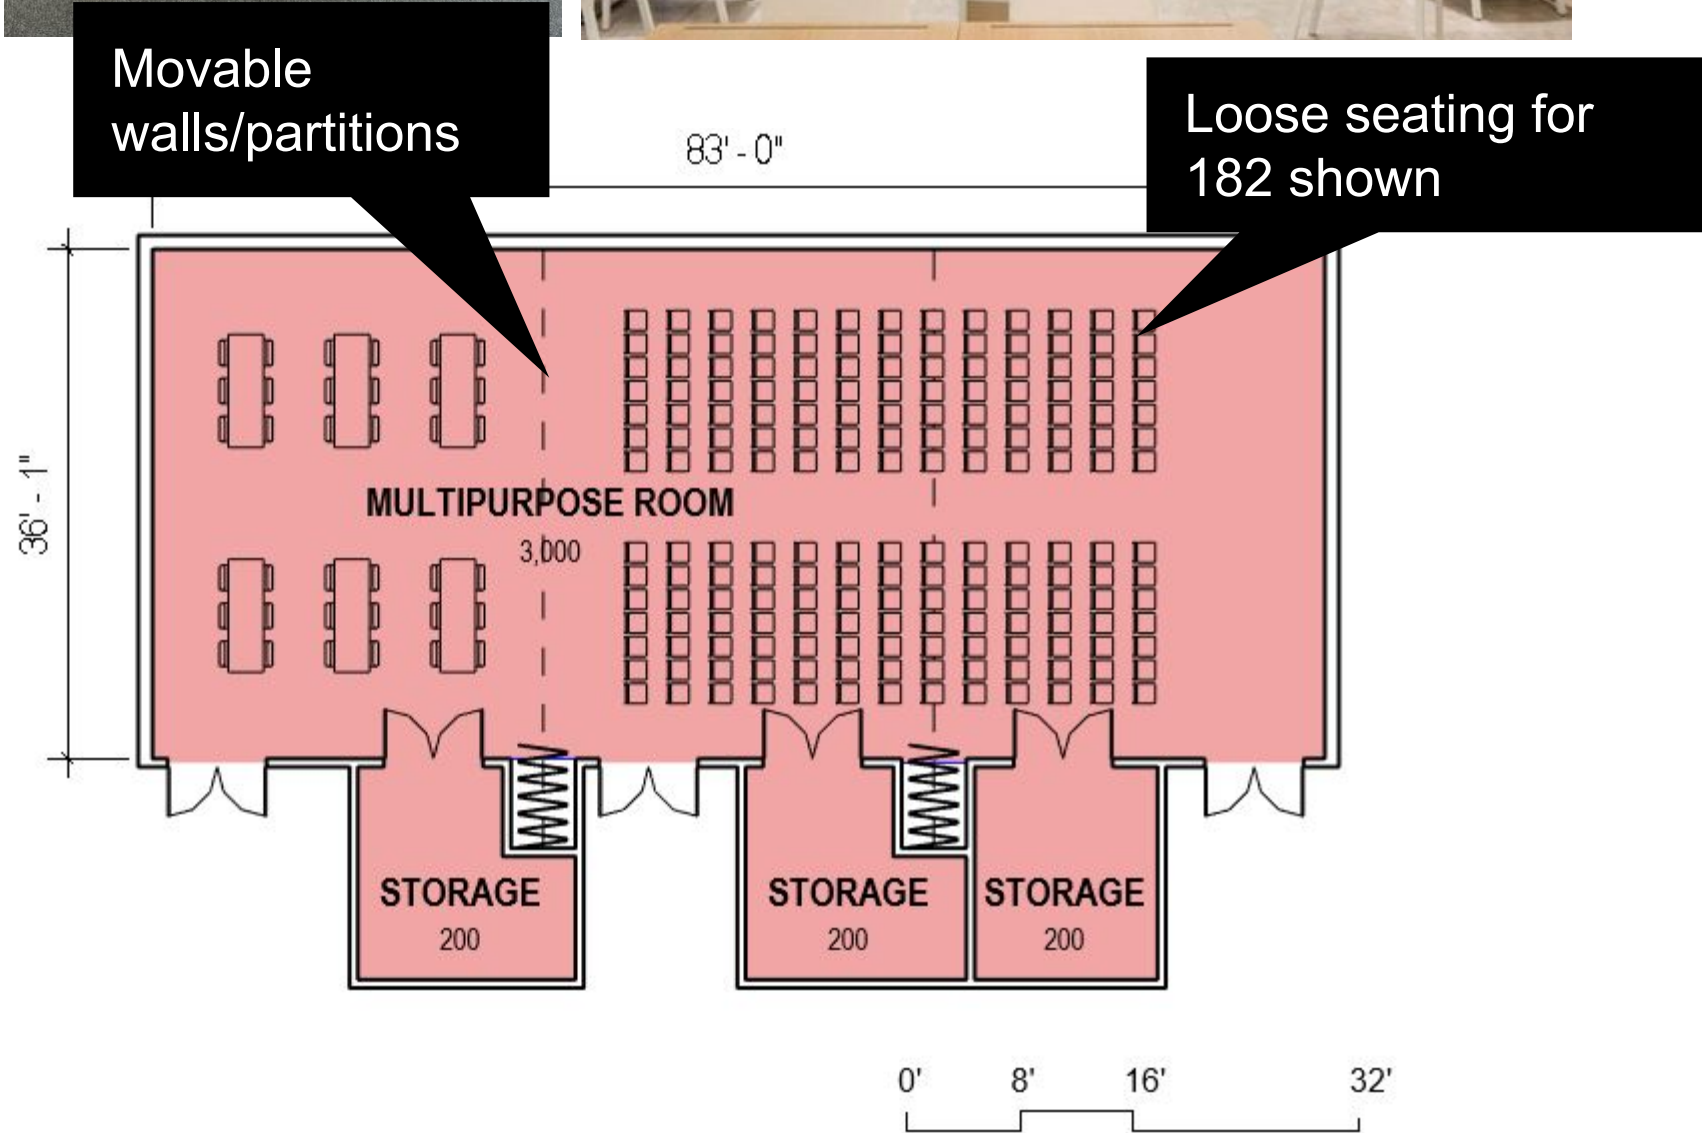 Movable
walls/partitions
Loose seating for
182 shown
83' - 0"
36' - 1"
MULTIPURPOSE ROOM
3,000
STORAGE
200
STORAGE
200
STORAGE
200
0' 8' 16' 32'